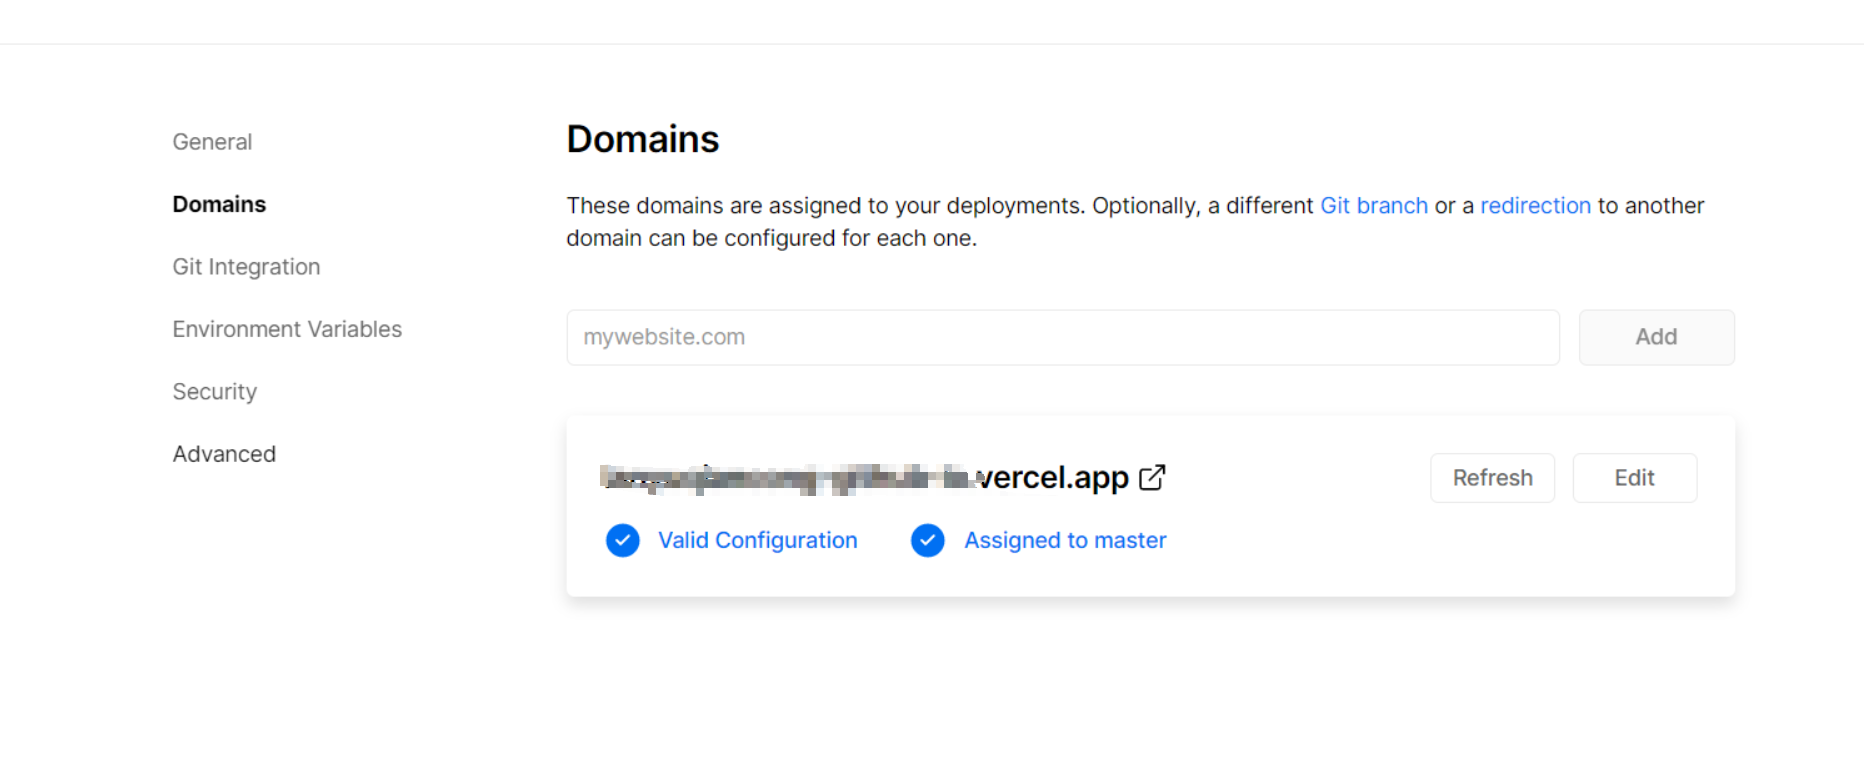 General
Domains
Git Integration
Environment Variables
Security
Advanced
Domains
These domains are assigned to your deployments. Optionally, a different Git branch or a redirection to another
domain can be configured for each one.
mywebsite.com
Add
vercel.app
Refresh
Edit
Valid Configuration
Assigned to master